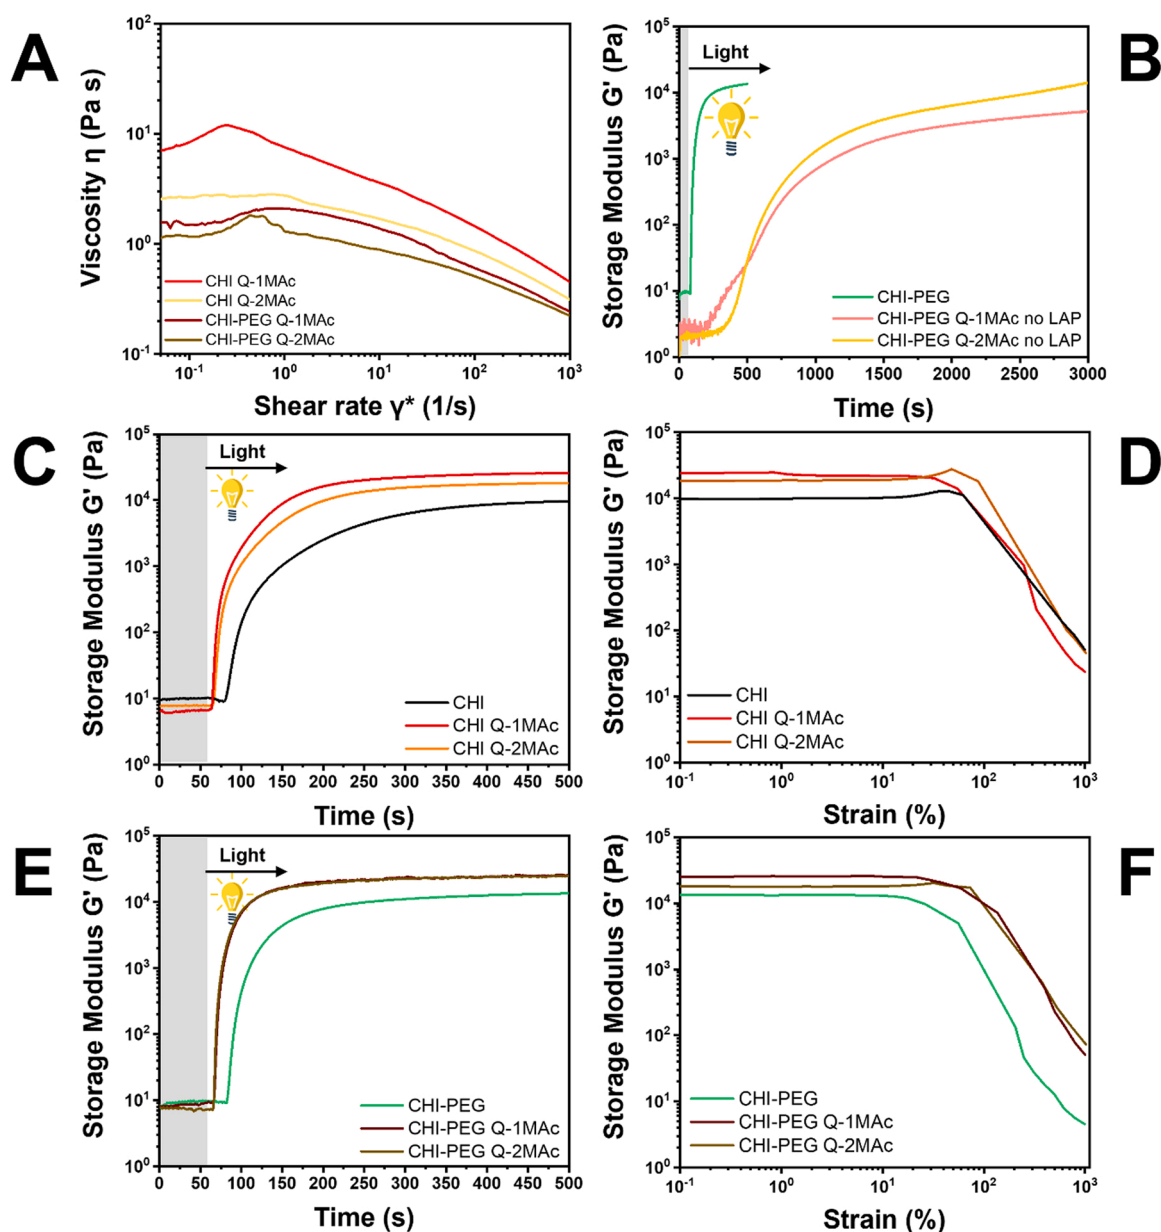 A
Viscosity η (Pa s)
10²
10¹
10⁰
10⁻¹
CHI Q-1MAc
CHI Q-2MAc
CHI-PEG Q-1MAc
CHI-PEG Q-2MAc
10⁻¹ 10⁰ 10¹ 10² 10³
Shear rate γ* (1/s)
B
Storage Modulus G' (Pa)
10⁵
10⁴
10³
10²
10¹
10⁰
Light
CHI-PEG
CHI-PEG Q-1MAc no LAP
CHI-PEG Q-2MAc no LAP
0 500 1000 1500 2000 2500 3000
Time (s)
C
Storage Modulus G' (Pa)
10⁵
10⁴
10³
10²
10¹
10⁰
Light
CHI
CHI Q-1MAc
CHI Q-2MAc
0 50 100 150 200 250 300 350 400 450 500
Time (s)
D
Storage Modulus G' (Pa)
10⁵
10⁴
10³
10²
10¹
10⁰
CHI
CHI Q-1MAc
CHI Q-2MAc
10⁻¹ 10⁰ 10¹ 10² 10³
Strain (%)
E
Storage Modulus G' (Pa)
10⁵
10⁴
10³
10²
10¹
10⁰
Light
CHI-PEG
CHI-PEG Q-1MAc
CHI-PEG Q-2MAc
0 50 100 150 200 250 300 350 400 450 500
Time (s)
F
Storage Modulus G' (Pa)
10⁵
10⁴
10³
10²
10¹
10⁰
CHI-PEG
CHI-PEG Q-1MAc
CHI-PEG Q-2MAc
10⁻¹ 10⁰ 10¹ 10² 10³
Strain (%)